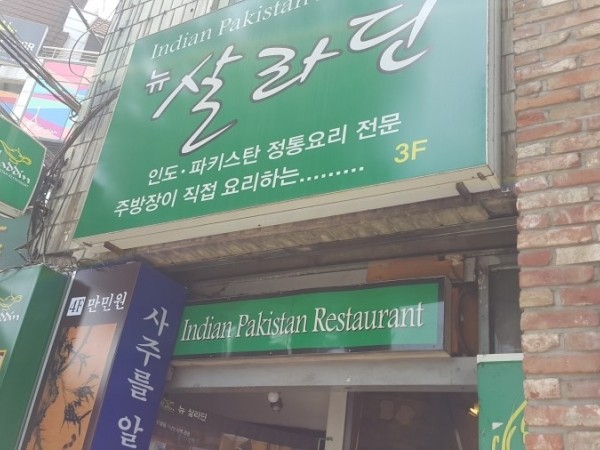 Indian Pakistan
뉴 살라딘
인도·파키스탄 정통요리 전문
3F
주방장이 직접 요리하는.........
Indian Pakistan Restaurant
4F 만민원
사주를 알
뉴 살라딘